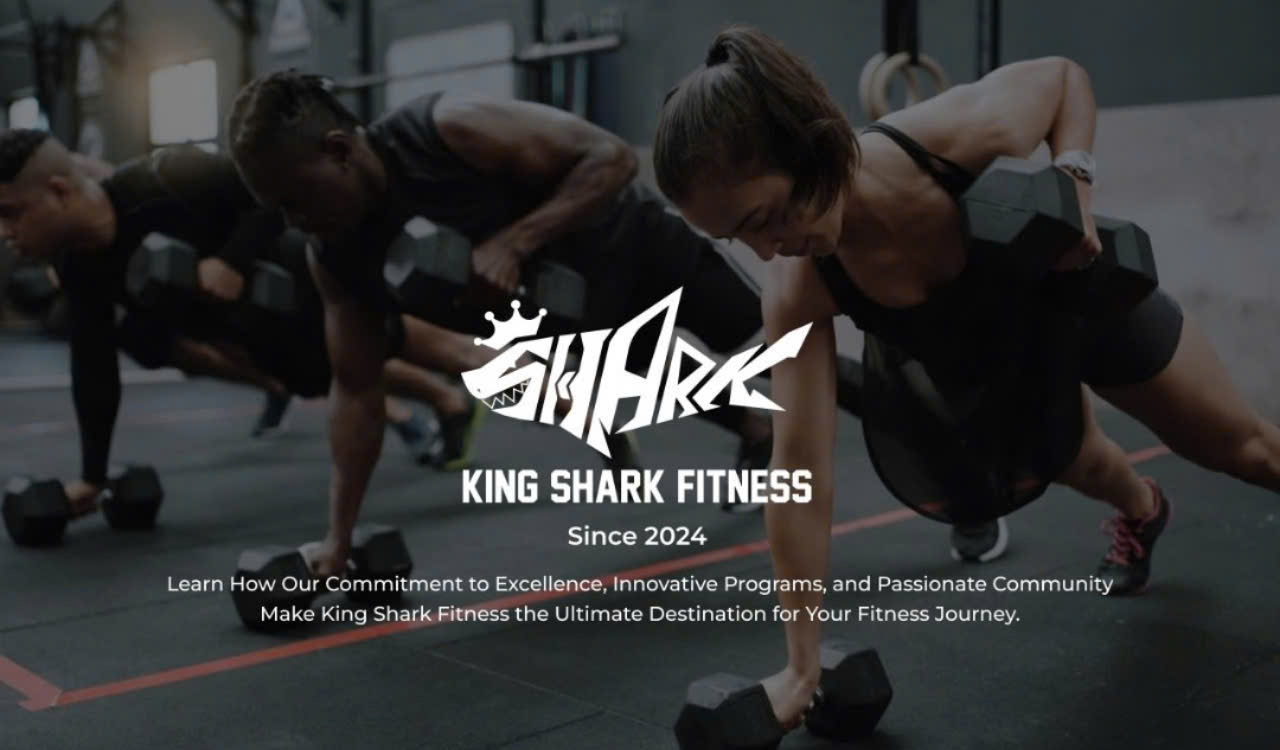 SHARK
KING SHARK FITNESS
Since 2024
Learn How Our Commitment to Excellence, Innovative Programs, and Passionate Community
Make King Shark Fitness the Ultimate Destination for Your Fitness Journey.